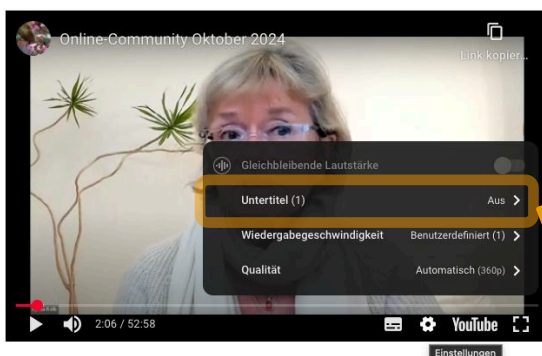 Online-Community Oktober 2024
Link kopier...
Gleichbleibende Lautstärke
Untertitel (1) Aus
Wiedergabegeschwindigkeit Benutzerdefiniert (1)
Qualität Automatisch (360p)
2:06 / 52:58 YouTube
Einstellungen